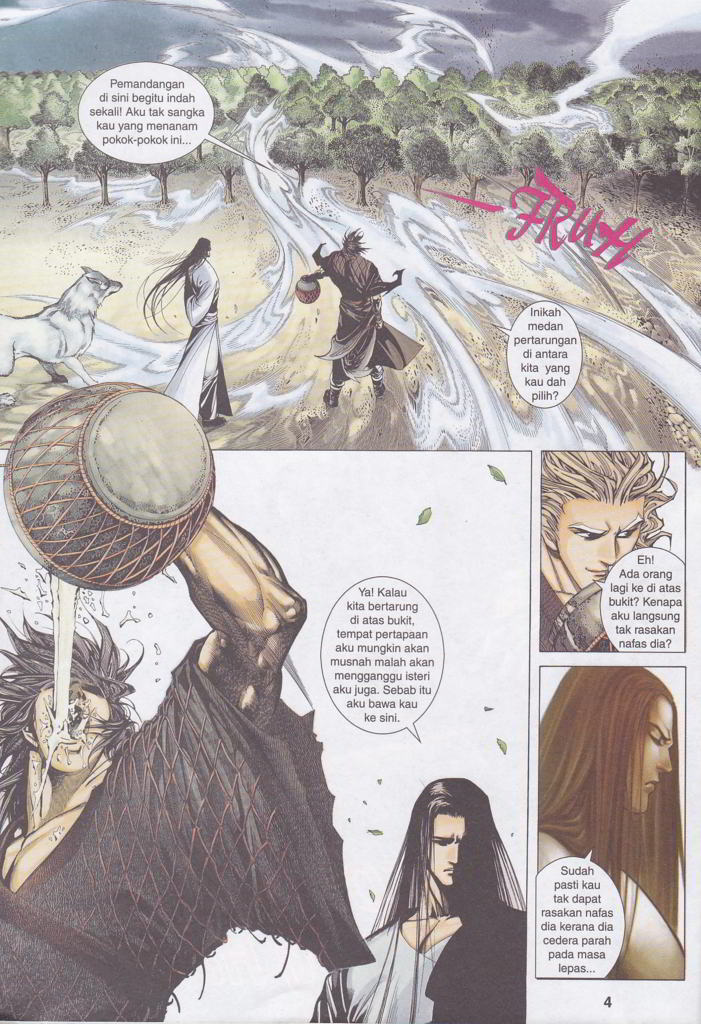 Pemandangan
di sini begitu indah
sekali! Aku tak sangka
kau yang menanam
pokok-pokok ini...
FRUH
Inikah
medan
pertarungan
di antara
kita yang
kau dah
pilih?
Ya! Kalau
kita bertarung
di atas bukit,
tempat pertapaan
aku mungkin akan
musnah malah akan
mengganggu isteri
aku juga. Sebab itu
aku bawa kau
ke sini.
Eh!
Ada orang
lagi ke di atas
bukit? Kenapa
aku langsung
tak rasakan
nafas dia?
Sudah
pasti kau
tak dapat
rasakan nafas
dia kerana dia
cedera parah
pada masa
lepas...
4